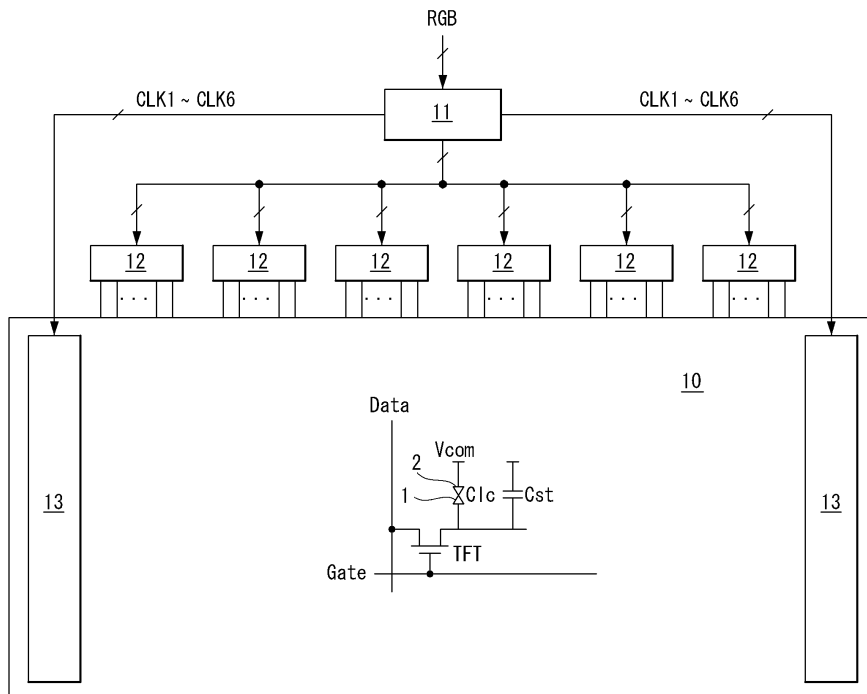 RGB
CLK1 ~ CLK6
CLK1 ~ CLK6
11
12 12 12 12 12 12
... ... ... ... ... ...
10
Data
Vcom
2
1 Clc Cst
13 13
TFT
Gate